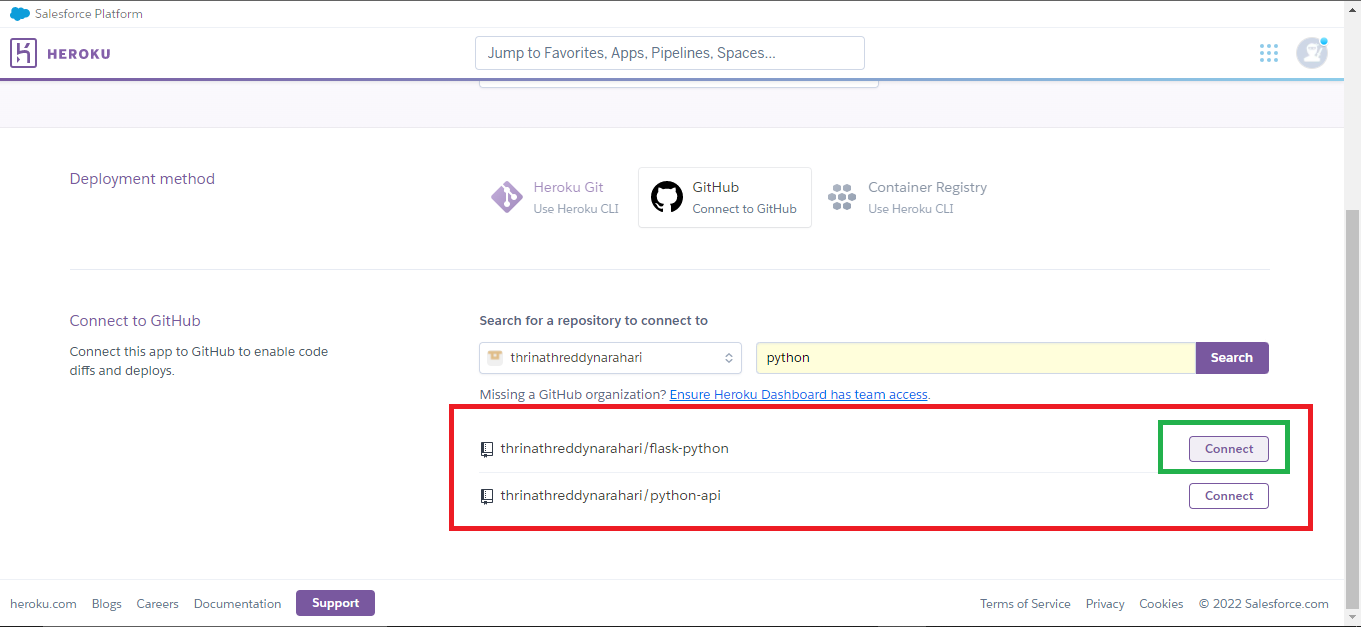 Salesforce Platform
HEROKU
Jump to Favorites, Apps, Pipelines, Spaces...
Deployment method
Heroku Git
Use Heroku CLI
GitHub
Connect to GitHub
Container Registry
Use Heroku CLI
Connect to GitHub
Connect this app to GitHub to enable code
diffs and deploys.
Search for a repository to connect to
thrinathreddynarahari
python
Search
Missing a GitHub organization? Ensure Heroku Dashboard has team access.
thrinathreddynarahari/flask-python
Connect
thrinathreddynarahari/python-api
Connect
heroku.com
Blogs
Careers
Documentation
Support
Terms of Service
Privacy
Cookies
© 2022 Salesforce.com